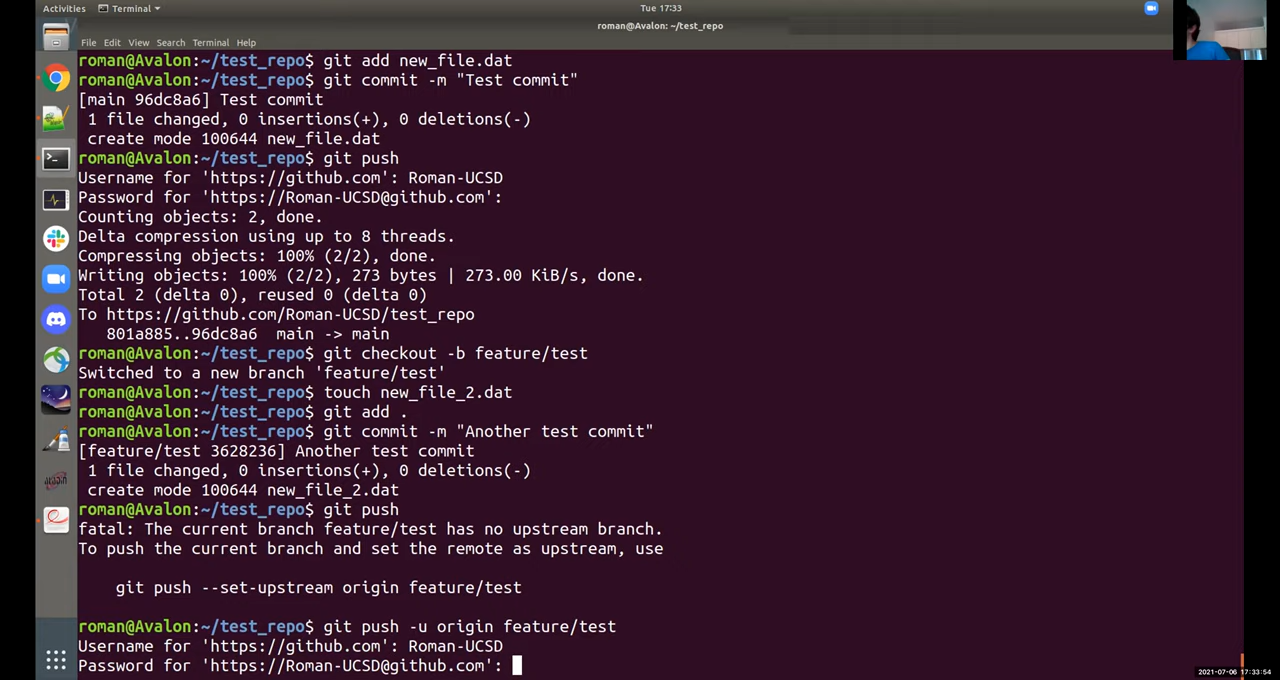 Activities Terminal Tue 17:33
roman@Avalon: ~/test_repo
File Edit View Search Terminal Help
roman@Avalon:~/test_repo$ git add new_file.dat
roman@Avalon:~/test_repo$ git commit -m "Test commit"
[main 96dc8a6] Test commit
1 file changed, 0 insertions(+), 0 deletions(-)
create mode 100644 new_file.dat
roman@Avalon:~/test_repo$ git push
Username for 'https://github.com': Roman-UCSD
Password for 'https://Roman-UCSD@github.com':
Counting objects: 2, done.
Delta compression using up to 8 threads.
Compressing objects: 100% (2/2), done.
Writing objects: 100% (2/2), 273 bytes | 273.00 KiB/s, done.
Total 2 (delta 0), reused 0 (delta 0)
To https://github.com/Roman-UCSD/test_repo
801a885..96dc8a6 main -> main
roman@Avalon:~/test_repo$ git checkout -b feature/test
Switched to a new branch 'feature/test'
roman@Avalon:~/test_repo$ touch new_file_2.dat
roman@Avalon:~/test_repo$ git add .
roman@Avalon:~/test_repo$ git commit -m "Another test commit"
[feature/test 3628236] Another test commit
1 file changed, 0 insertions(+), 0 deletions(-)
create mode 100644 new_file_2.dat
roman@Avalon:~/test_repo$ git push
fatal: The current branch feature/test has no upstream branch.
To push the current branch and set the remote as upstream, use
git push --set-upstream origin feature/test
roman@Avalon:~/test_repo$ git push -u origin feature/test
Username for 'https://github.com': Roman-UCSD
Password for 'https://Roman-UCSD@github.com':
2021-07-06 17:33:54